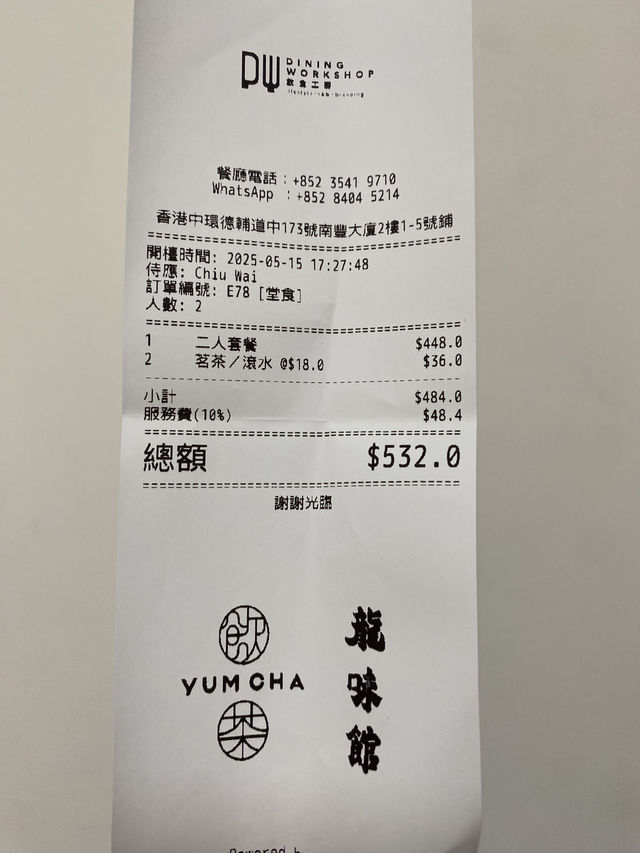 DINING
WORKSHOP
飲食工房
餐廳電話：+852 3541 9710
WhatsApp ：+852 8404 5214
香港中環德輔道中173號南豐大廈2樓1-5號鋪
開檯時間: 2025-05-15 17:27:48
侍應: Chiu Wai
訂單編號: E78 [堂食]
人數: 2
1 二人套餐 $448.0
2 茗茶／滾水 @$18.0 $36.0
小計 $484.0
服務費(10%) $48.4
總額 $532.0
謝謝光臨
飲
YUM CHA
茶
龍味館